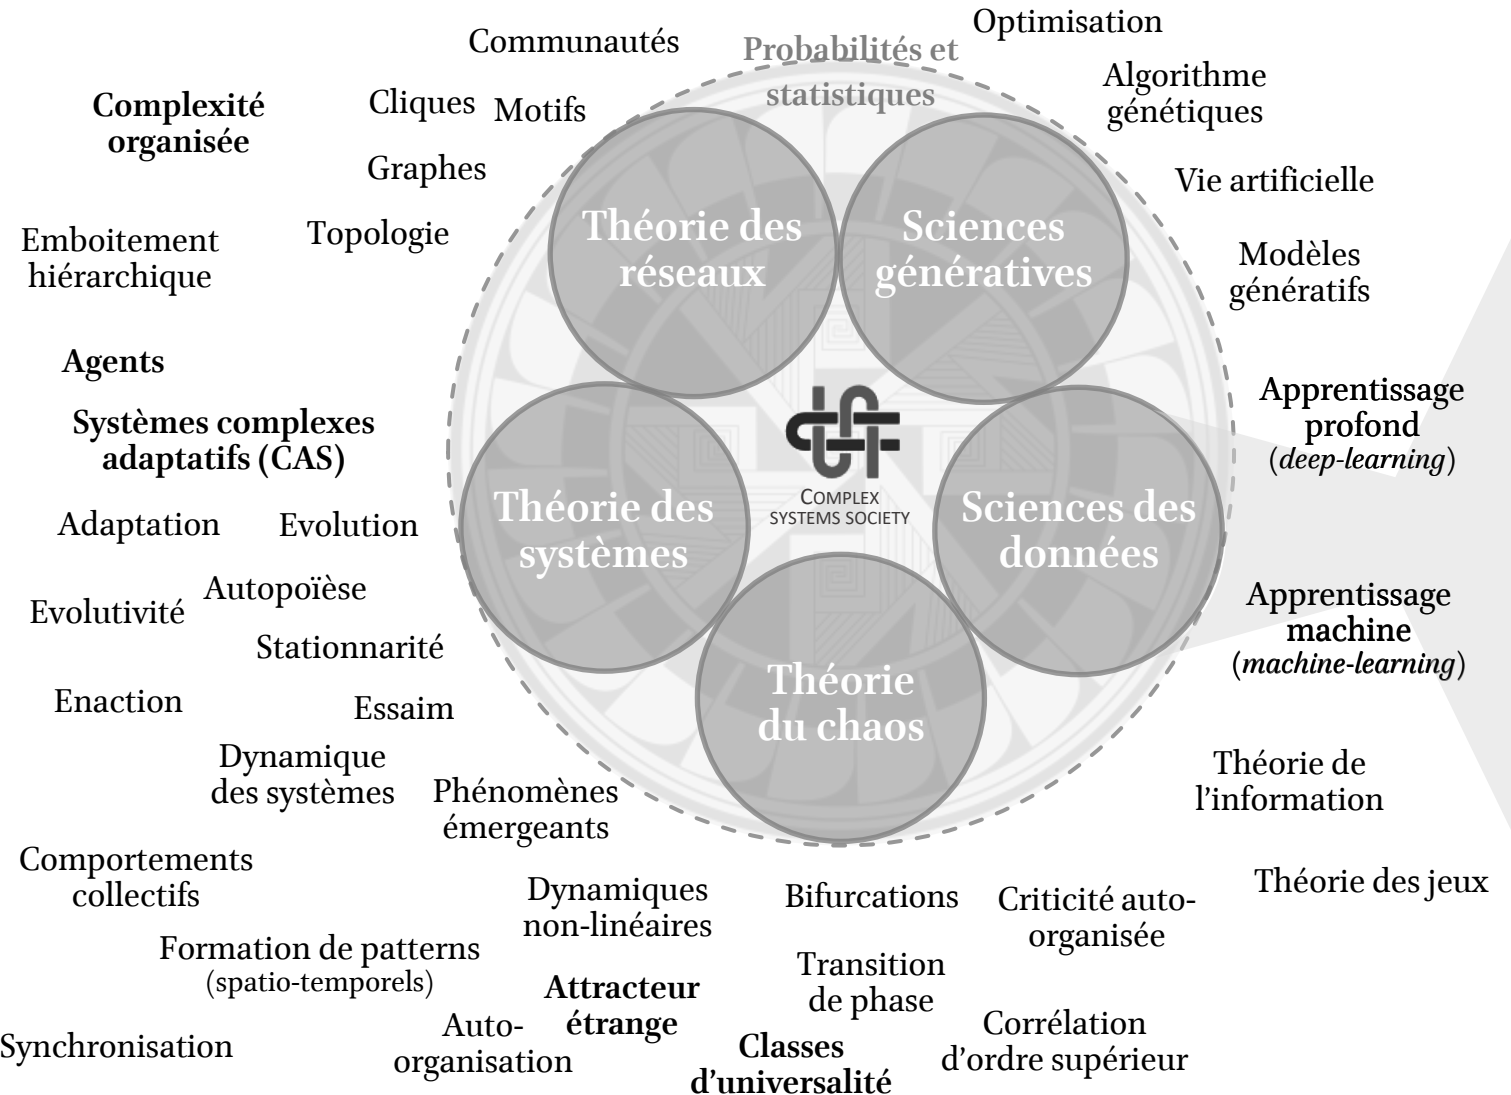 Communautés
Probabilités et
statistiques
Optimisation
Complexité
organisée
Cliques
Motifs
Algorithme
génétiques
Graphes
Vie artificielle
Emboitement
hiérarchique
Topologie
Théorie des
réseaux
Sciences
génératives
Modèles
génératifs
Agents
Systèmes complexes
adaptatifs (CAS)
Apprentissage
profond
(deep-learning)
COMPLEX
SYSTEMS SOCIETY
Adaptation
Evolution
Théorie des
systèmes
Sciences des
données
Evolutivité
Autopoïèse
Stationnarité
Apprentissage
machine
(machine-learning)
Enaction
Essaim
Théorie
du chaos
Dynamique
des systèmes
Phénomènes
émergeants
Théorie de
l'information
Comportements
collectifs
Dynamiques
non-linéaires
Bifurcations
Criticité auto-
organisée
Théorie des jeux
Formation de patterns
(spatio-temporels)
Attracteur
étrange
Transition
de phase
Synchronisation
Auto-
organisation
Classes
d'universalité
Corrélation
d'ordre supérieur